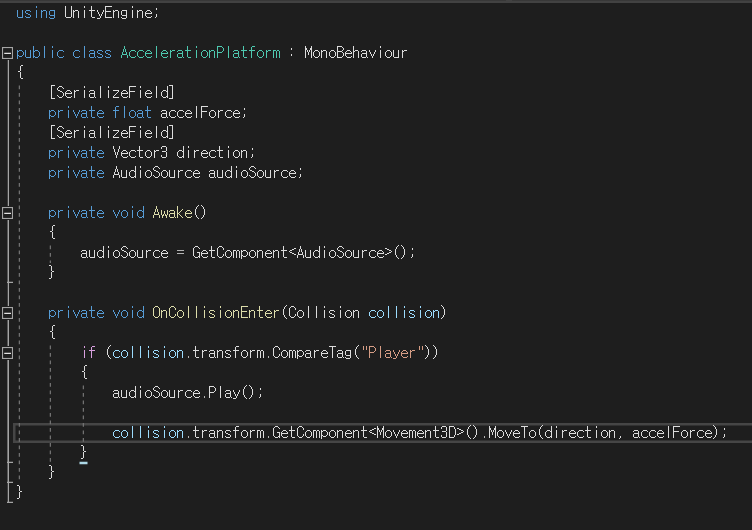 using UnityEngine;
public class AccelerationPlatform : MonoBehaviour
{
[SerializeField]
private float accelForce;
[SerializeField]
private Vector3 direction;
private AudioSource audioSource;
private void Awake()
{
audioSource = GetComponent<AudioSource>();
}
private void OnCollisionEnter(Collision collision)
{
if (collision.transform.CompareTag("Player"))
{
audioSource.Play();
collision.transform.GetComponent<Movement3D>().MoveTo(direction, accelForce);
}
}
}